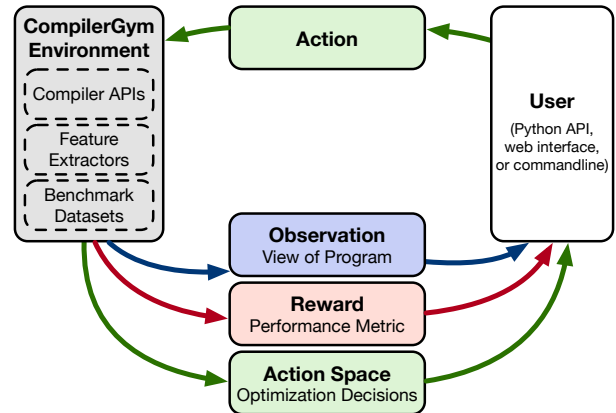 CompilerGym
Environment
Compiler APIs
Feature
Extractors
Benchmark
Datasets
Action
User
(Python API,
web interface,
or commandline)
Observation
View of Program
Reward
Performance Metric
Action Space
Optimization Decisions